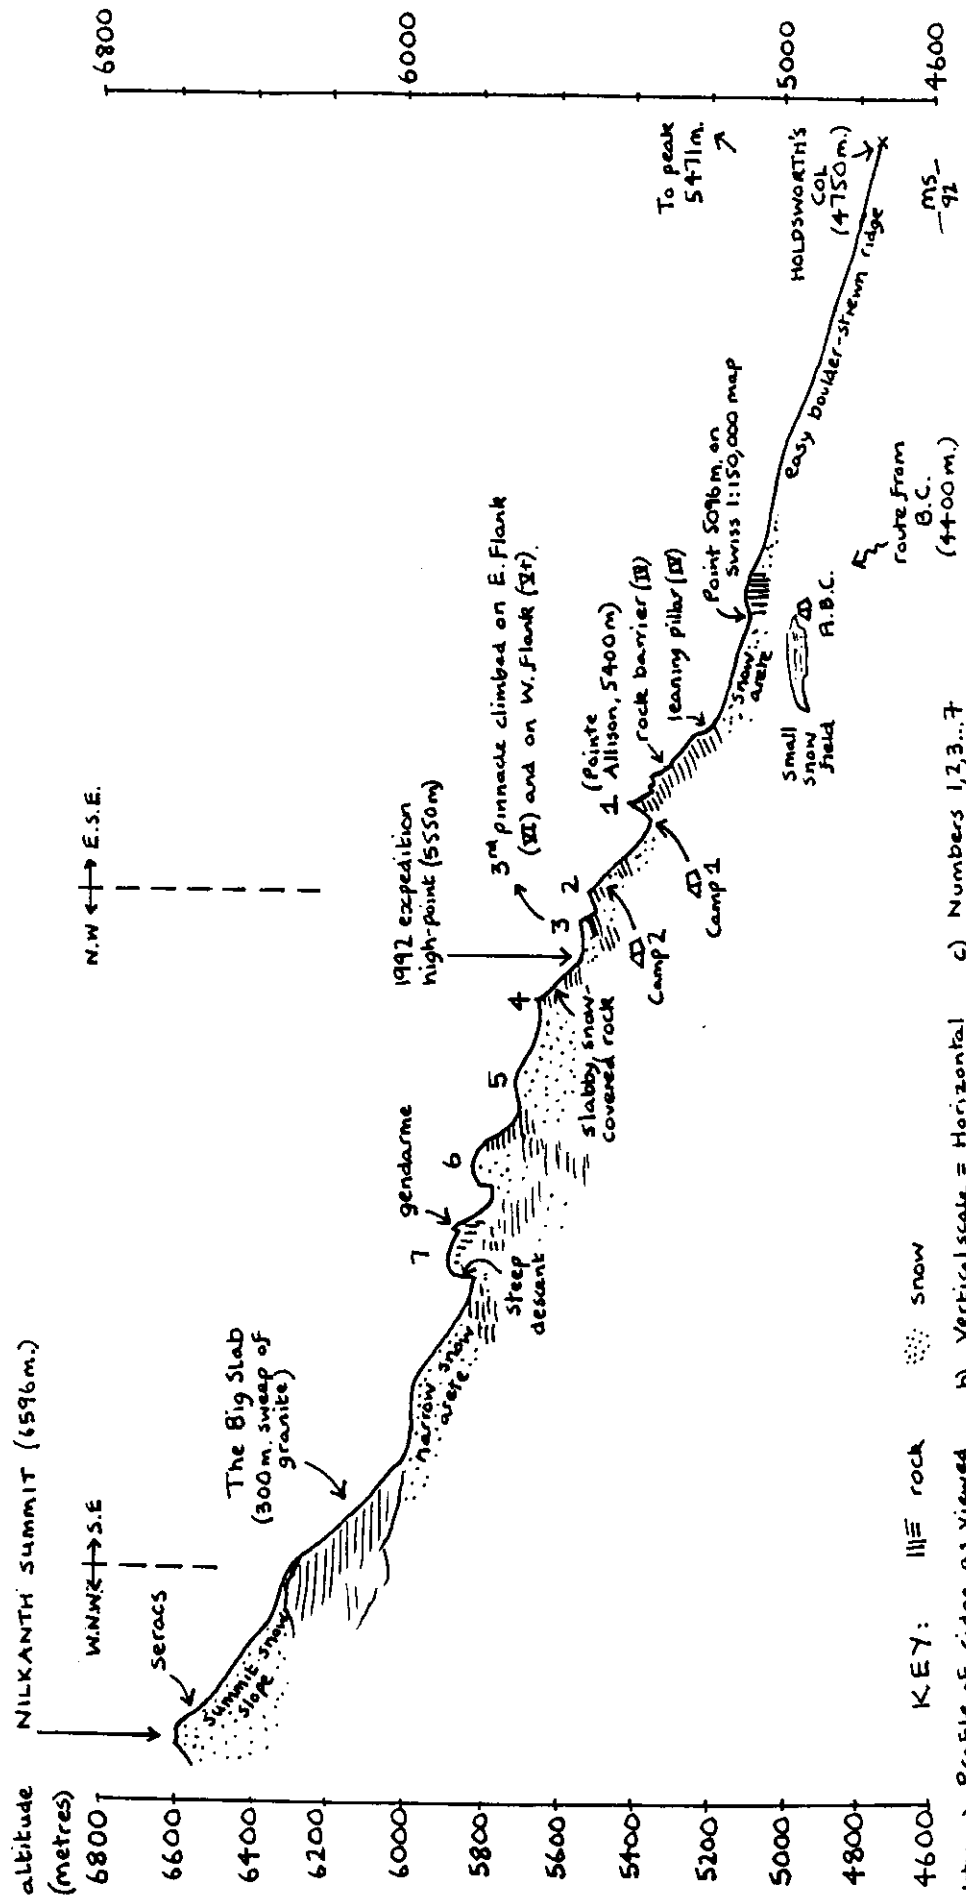 altitude
(metres)
6800
6600
6400
6200
6000
5800
5600
5400
5200
5000
4800
4600
NILKANTH SUMMIT (6596m.)
W.N.W. S.E
seracs
summit snow
slope
The Big Slab
(300m. sweep of
granite)
narrow snow
arete
steep
descent
7
gendarme
6
5
4
slabby snow-
covered rock
1992 expedition
high-point (5550m)
N.W E.S.E.
3
2
3rd pinnacle climbed on E. Flank
(VI) and on W. Flank (V+)
Camp 2
Camp 1
1 (Pointe
Allison, 5400m)
rock barrier (IV)
leaning pillar (IV)
snow
arete
Small
Snow
Field
A.B.C.
Point 5096m. on
Swiss 1:150,000 map
route from
B.C.
(4400m.)
easy boulder-strewn ridge
To peak
5471m.
HOLDSWORTH'S
COL
(4750m.)
MS
92
6800
6000
5000
4600
KEY:
rock
snow
Profile of ridge as viewed
b) Vertical scale = Horizontal
c) Numbers 1,2,3...7